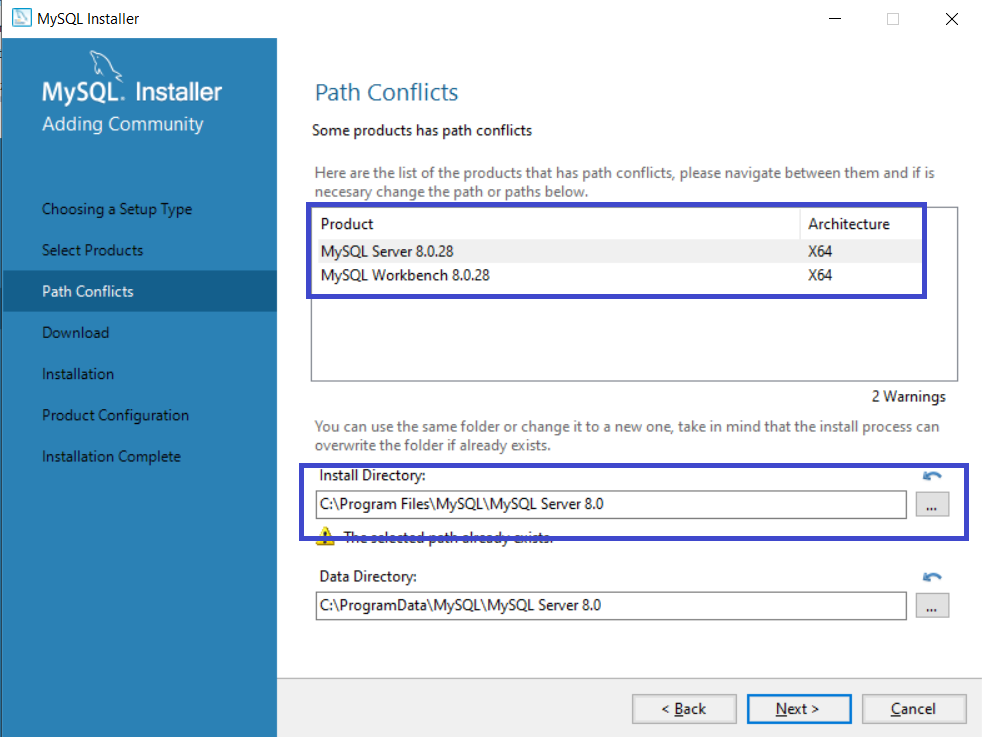 MySQL Installer
MySQL. Installer
Adding Community
Choosing a Setup Type
Select Products
Path Conflicts
Download
Installation
Product Configuration
Installation Complete
Path Conflicts
Some products has path conflicts
Here are the list of the products that has path conflicts, please navigate between them and if is
necesary change the path or paths below.
Product Architecture
MySQL Server 8.0.28 X64
MySQL Workbench 8.0.28 X64
2 Warnings
You can use the same folder or change it to a new one, take in mind that the install process can
overwrite the folder if already exists.
Install Directory:
C:\Program Files\MySQL\MySQL Server 8.0
...
The selected path already exists.
Data Directory:
C:\ProgramData\MySQL\MySQL Server 8.0
...
< Back Next > Cancel